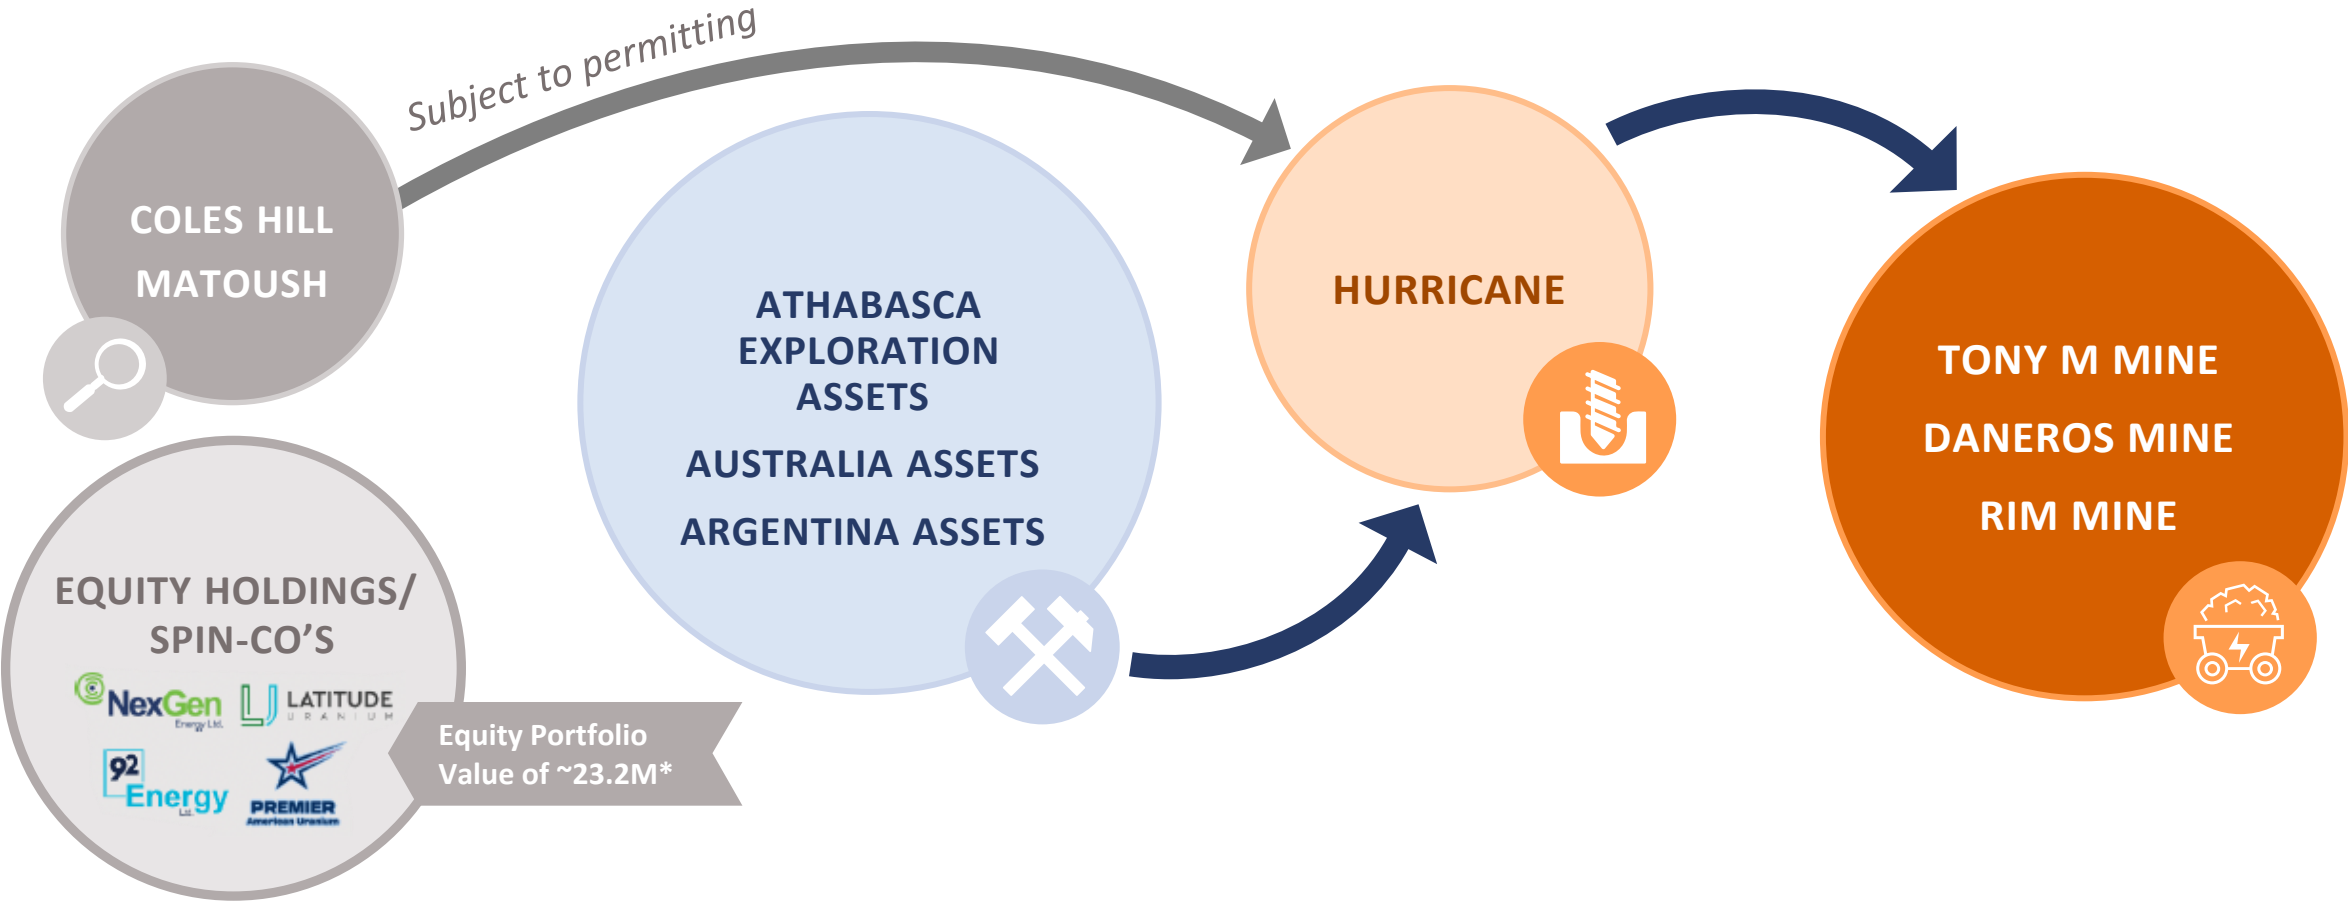 Subject to permitting
COLES HILL
MATOUSH
EQUITY HOLDINGS/
SPIN-CO’S
NexGen
Energy Ltd.
LATITUDE
URANIUM
92
Energy
Ltd.
PREMIER
American Uranium
Equity Portfolio
Value of ~23.2M*
ATHABASCA
EXPLORATION
ASSETS
AUSTRALIA ASSETS
ARGENTINA ASSETS
HURRICANE
TONY M MINE
DANEROS MINE
RIM MINE